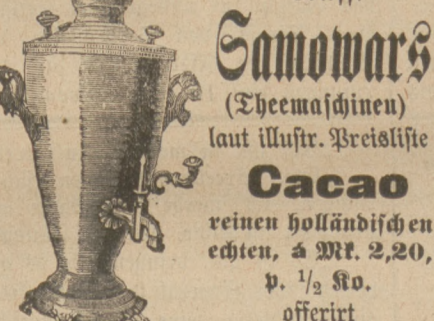 Samowars
(Theemaschinen)
laut illustr. Preisliste
Cacao
reinen holländischen
echten, à Mk. 2,20,
p. ½ Ko.
offerirt